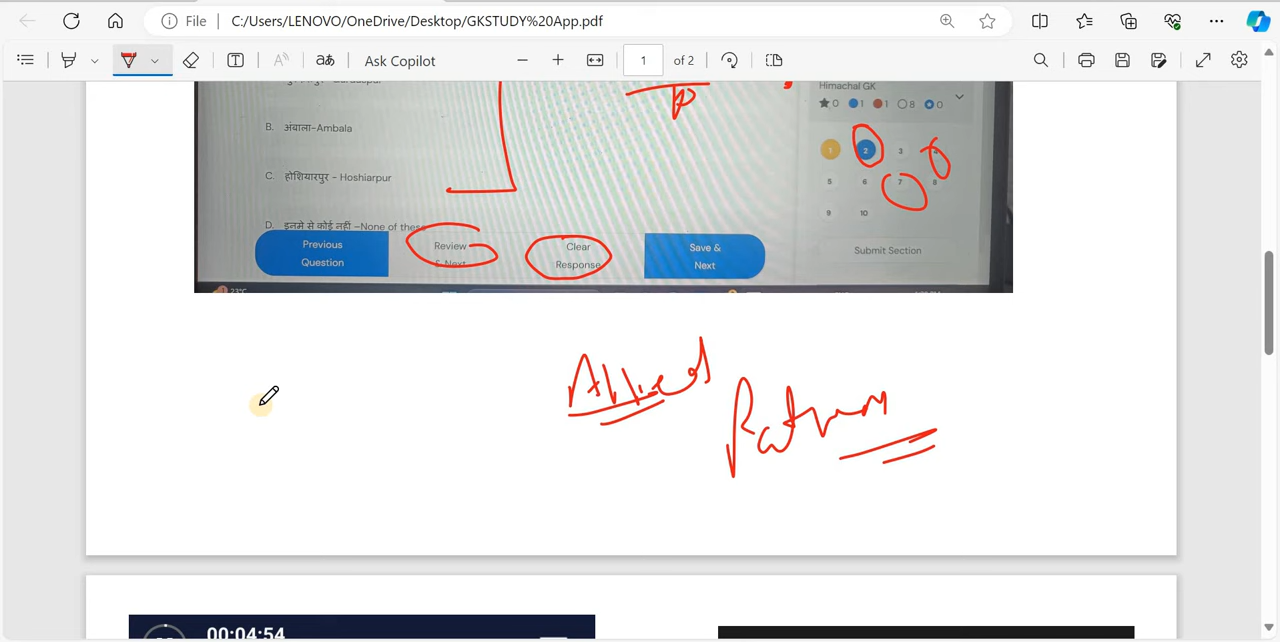 File C:/Users/LENOVO/OneDrive/Desktop/GKSTUDY%20App.pdf
Ask Copilot
1 of 2
Himachal GK
0 1 1 8 0
p
B. अंबाला-Ambala
C. होशियारपुर - Hoshiarpur
D. इनमे से कोई नहीं –None of these
1 2 3 4
5 6 7 8
9 10
Previous Question
Review & Next
Clear Response
Save & Next
Submit Section
23°C
Allied
00:04:54